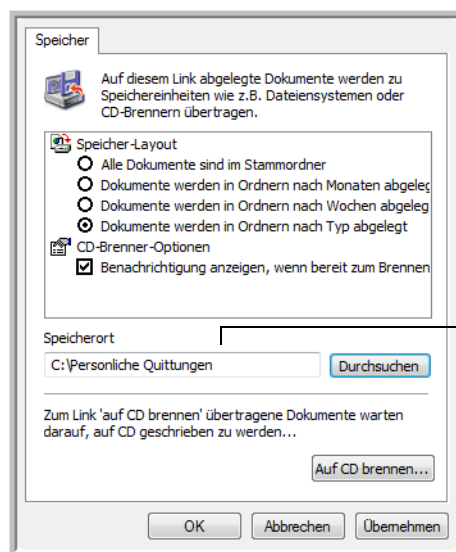 Speicher
Auf diesem Link abgelegte Dokumente werden zu
Speichereinheiten wie z.B. Dateiensystemen oder
CD-Brennern übertragen.
Speicher-Layout
Alle Dokumente sind im Stammordner
Dokumente werden in Ordnern nach Monaten abgeleg
Dokumente werden in Ordnern nach Wochen abgeleg
Dokumente werden in Ordnern nach Typ abgelegt
CD-Brenner-Optionen
Benachrichtigung anzeigen, wenn bereit zum Brennen
Speicherort
C:\Personliche Quittungen
Durchsuchen
Zum Link 'auf CD brennen' übertragene Dokumente warten
darauf, auf CD geschrieben zu werden...
Auf CD brennen...
OK
Abbrechen
Übernehmen